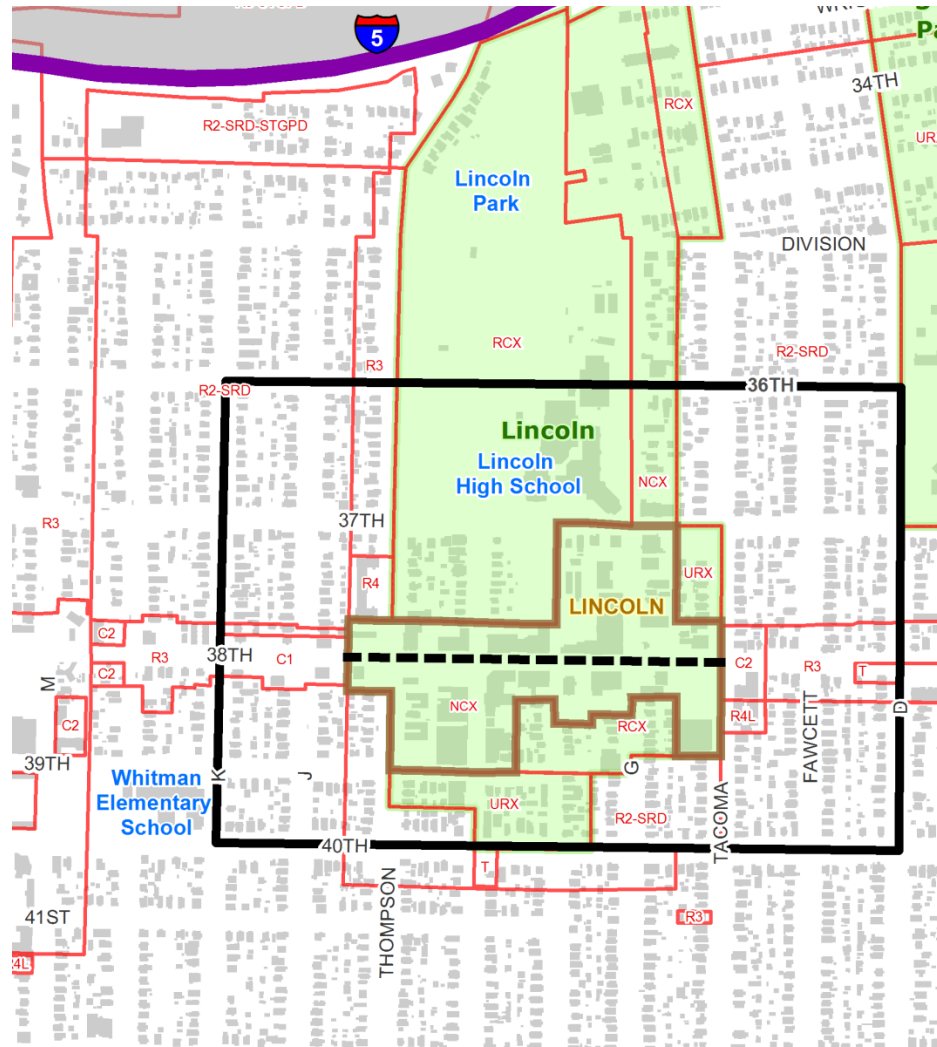 5
WRIG
34TH
R2-SRD-STGPD
RCX
Lincoln
Park
DIVISION
RCX
R3
R2-SRD
R2-SRD
36TH
Lincoln
Lincoln
High School
NCX
R3
37TH
R4
URX
LINCOLN
C2
R3
38TH
C1
C2
R3
T
C2
M
NCX
RCX
R4L
FAWCETT
D
C2
39TH
K
J
G
Whitman
Elementary
School
URX
R2-SRD
TACOMA
40TH
T
THOMPSON
41ST
R3